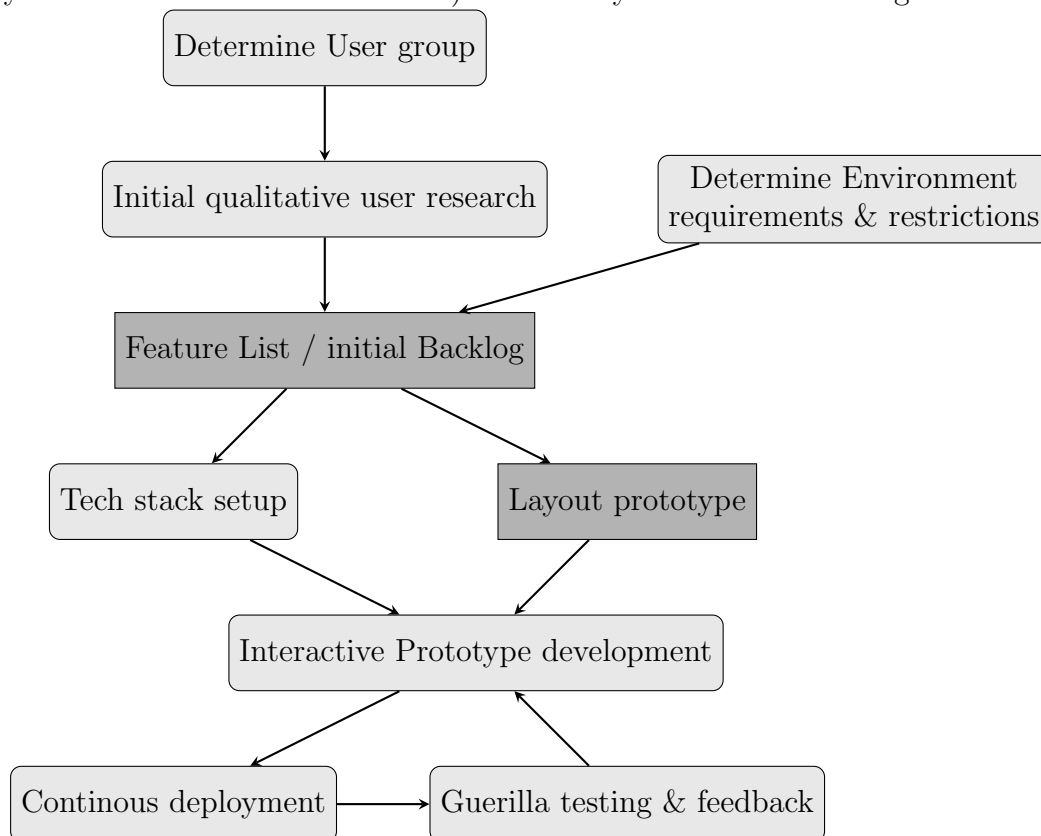 Determine User group
Initial qualitative user research
Determine Environment
requirements & restrictions
Feature List / initial Backlog
Tech stack setup
Layout prototype
Interactive Prototype development
Continous deployment
Guerilla testing & feedback